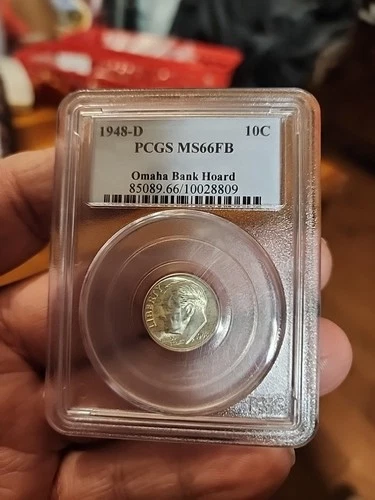 1948-D 10C
PCGS MS66FB
Omaha Bank Hoard
85089.66/10028809
LIBERTY